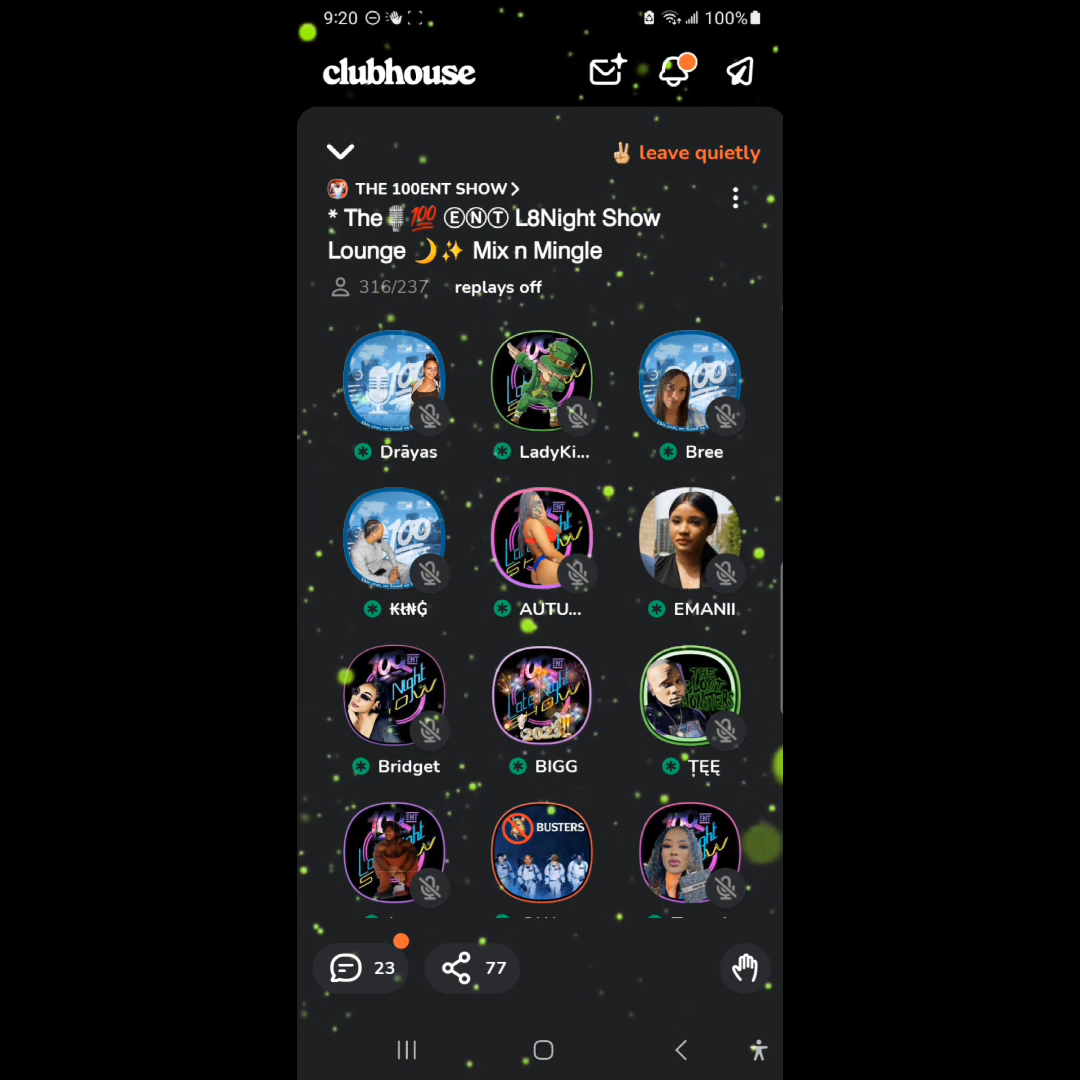 9:20 100%
clubhouse
✌🏼 leave quietly
THE 100ENT SHOW
* The🎙️💯 ⒺⓃⓉ L8Night Show
Lounge 🌙✨ Mix n Mingle
316/237 replays off
Drāyas LadyKi... Bree
₭ł₦₲ AUTU... EMANII
Bridget BIGG ȚĘĘ
BUSTERS
23 77